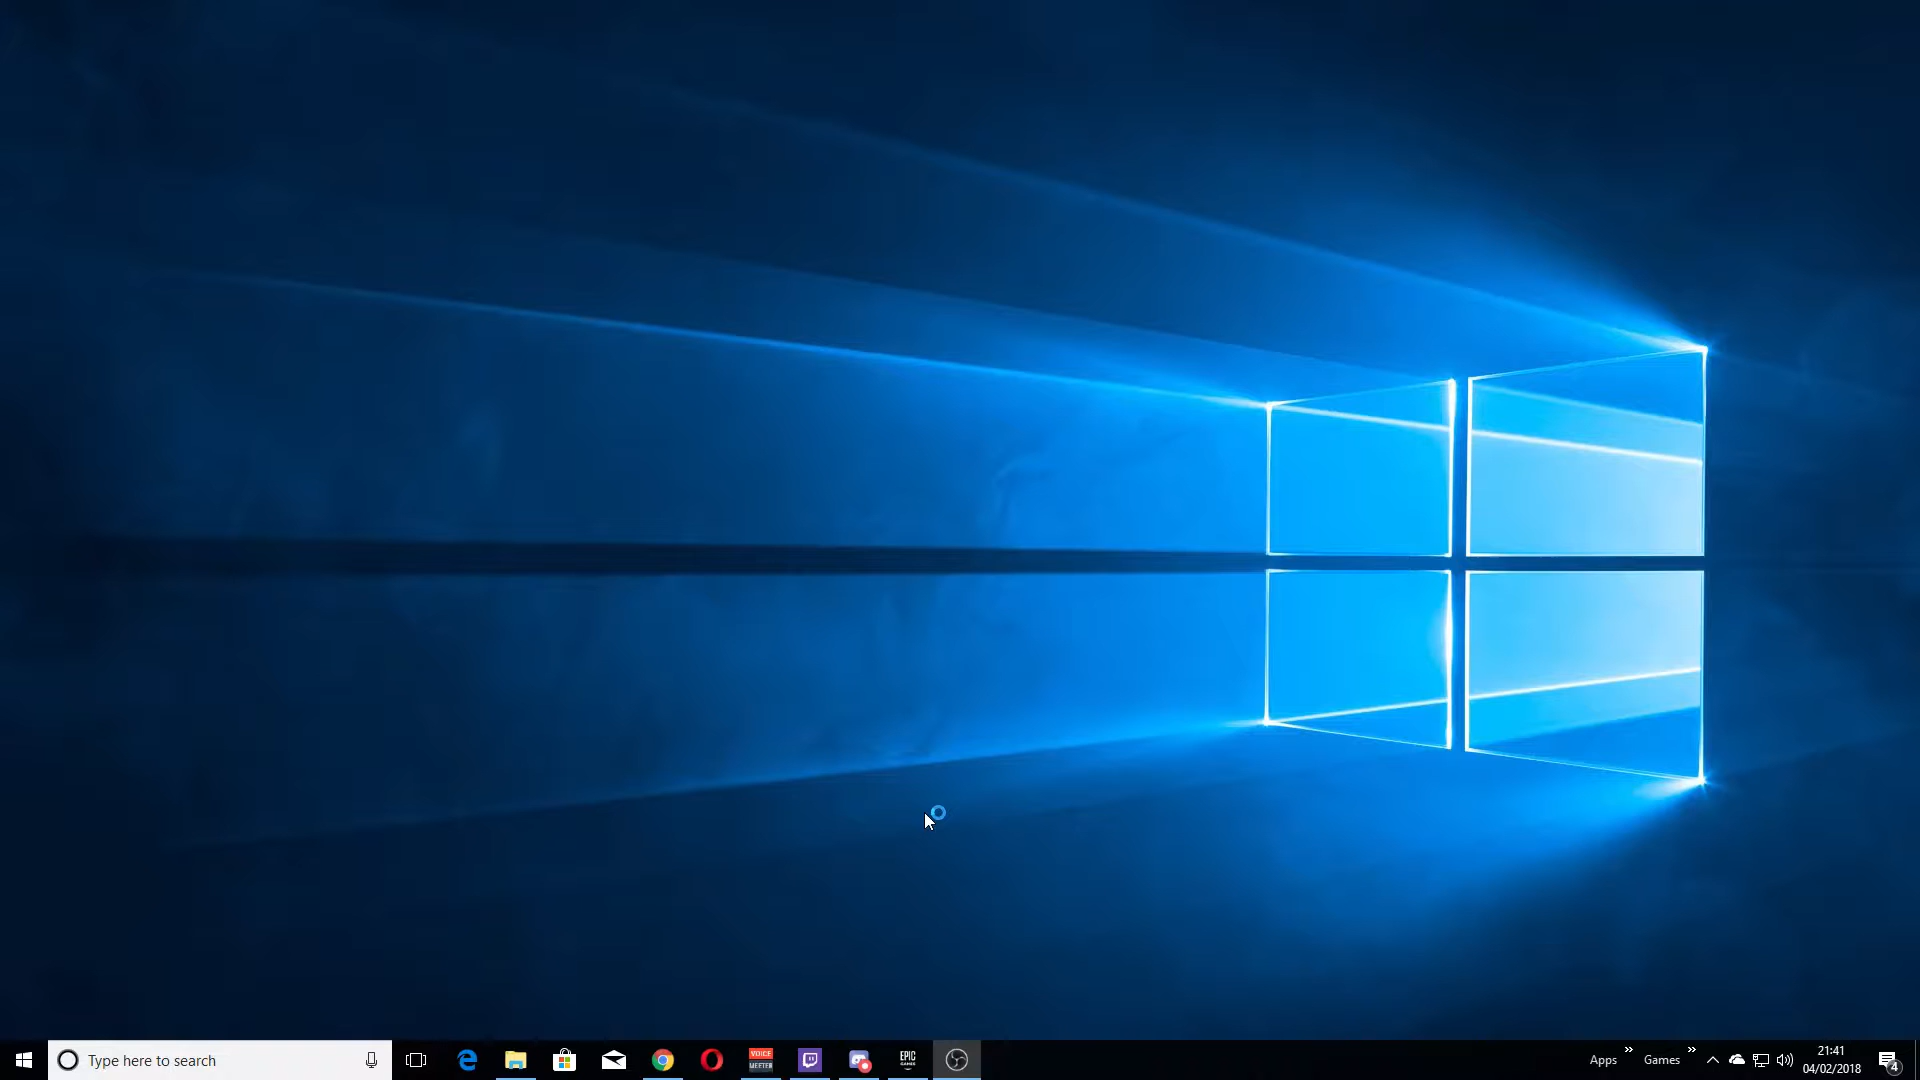 Type here to search
VOICE
MEETER
EPIC
GAMES
Apps
Games
21:41
04/02/2018
4